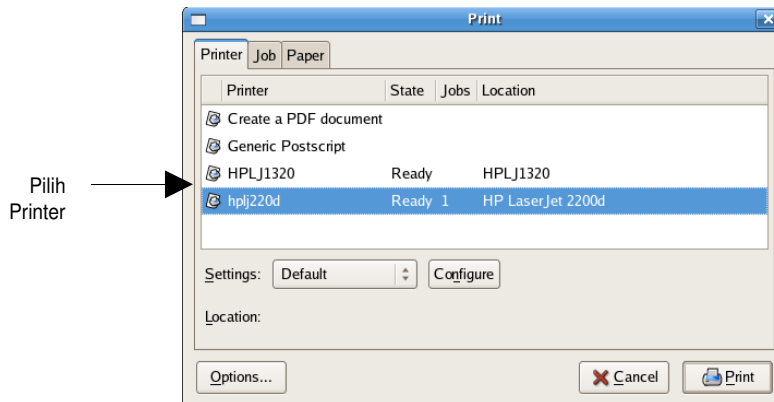 Print
Printer Job Paper
Printer State Jobs Location
Create a PDF document
Generic Postscript
HPLJ1320 Ready HPLJ1320
hplj220d Ready 1 HP LaserJet 2200d
Pilih
Printer
Settings: Default Configure
Location:
Options... Cancel Print